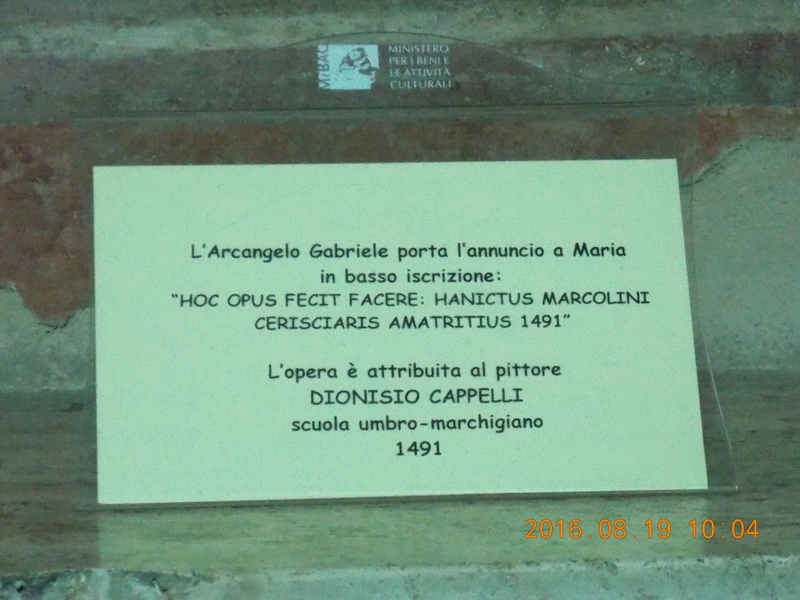 MiBAC
MINISTERO
PER I BENI E
LE ATTIVITÀ
CULTURALI
L'Arcangelo Gabriele porta l'annuncio a Maria
in basso iscrizione:
"HOC OPUS FECIT FACERE: HANICTUS MARCOLINI
CERISCIARIS AMATRITIUS 1491"
L'opera è attribuita al pittore
DIONISIO CAPPELLI
scuola umbro-marchigiano
1491
2016.08.19 10:04